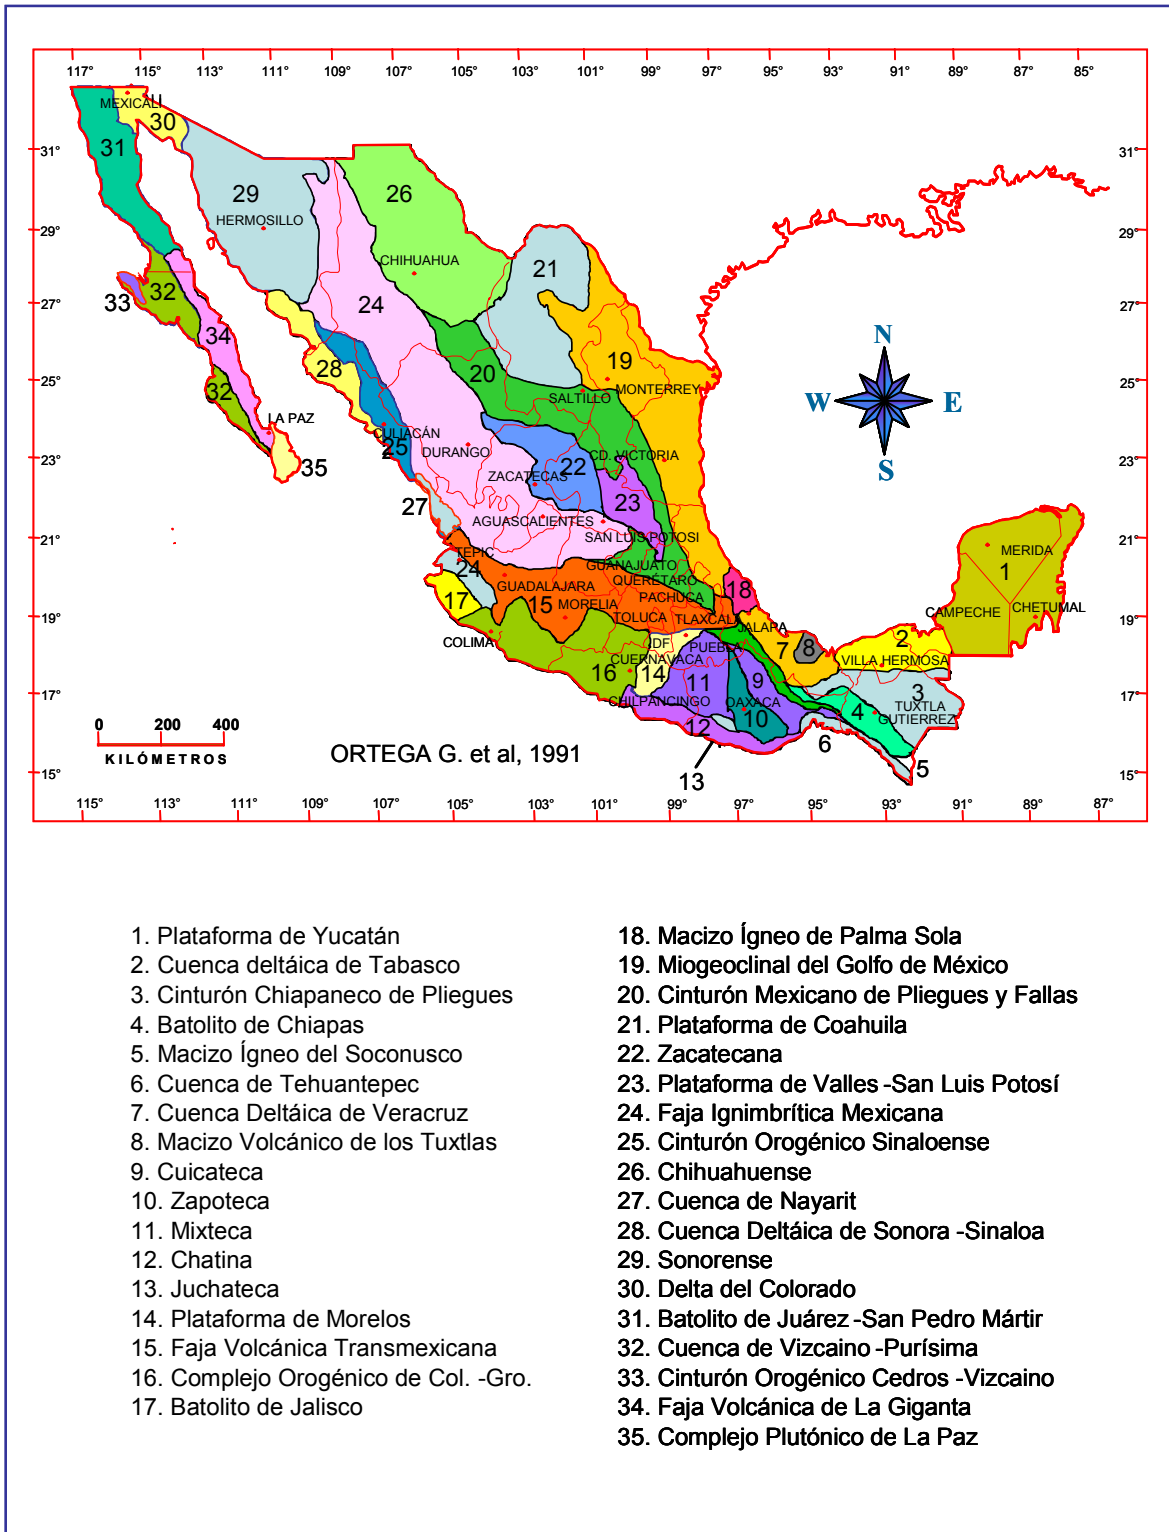 117° 115° 113° 111° 109° 107° 105° 103° 101° 99° 97° 95° 93° 91° 89° 87° 85°
MEXICALI
30
31
31° 31°
29
26
HERMOSILLO
29° 29°
CHIHUAHUA
21
32
33
27° 27°
24
34
N
28
20
19
25° 25°
32
MONTERREY
SALTILLO
W E
LA PAZ
CULIACÁN
25
DURANGO
CD. VICTORIA
22
23° 23°
35
ZACATECAS
S
27
23
AGUASCALIENTES
SAN LUIS POTOSI
21° 21°
TEPIC
24
GUANAJUATO
MERIDA
1
GUADALAJARA
QUERÉTARO
18
17
15
MORELIA
PACHUCA
CAMPECHE
CHETUMAL
19° 19°
TOLUCA
TLAXCALA
JALAPA
COLIMA
DF
PUEBLA
7
8
2
CUERNAVACA
VILLA HERMOSA
16
14
11
9
17° 17°
CHILPANCINGO
OAXACA
3
TUXTLA
GUTIERREZ
4
10
12
6
0 200 400
KILÓMETROS
ORTEGA G. et al, 1991
13
5
15° 15°
115° 113° 111° 109° 107° 105° 103° 101° 99° 97° 95° 93° 91° 89° 87°
1. Plataforma de Yucatán
2. Cuenca deltáica de Tabasco
3. Cinturón Chiapaneco de Pliegues
4. Batolito de Chiapas
5. Macizo Ígneo del Soconusco
6. Cuenca de Tehuantepec
7. Cuenca Deltáica de Veracruz
8. Macizo Volcánico de los Tuxtlas
9. Cuicateca
10. Zapoteca
11. Mixteca
12. Chatina
13. Juchateca
14. Plataforma de Morelos
15. Faja Volcánica Transmexicana
16. Complejo Orogénico de Col. -Gro.
17. Batolito de Jalisco
18. Macizo Ígneo de Palma Sola
19. Miogeoclinal del Golfo de México
20. Cinturón Mexicano de Pliegues y Fallas
21. Plataforma de Coahuila
22. Zacatecana
23. Plataforma de Valles -San Luis Potosí
24. Faja Ignimbrítica Mexicana
25. Cinturón Orogénico Sinaloense
26. Chihuahuense
27. Cuenca de Nayarit
28. Cuenca Deltáica de Sonora -Sinaloa
29. Sonorense
30. Delta del Colorado
31. Batolito de Juárez -San Pedro Mártir
32. Cuenca de Vizcaino -Purísima
33. Cinturón Orogénico Cedros -Vizcaino
34. Faja Volcánica de La Giganta
35. Complejo Plutónico de La Paz